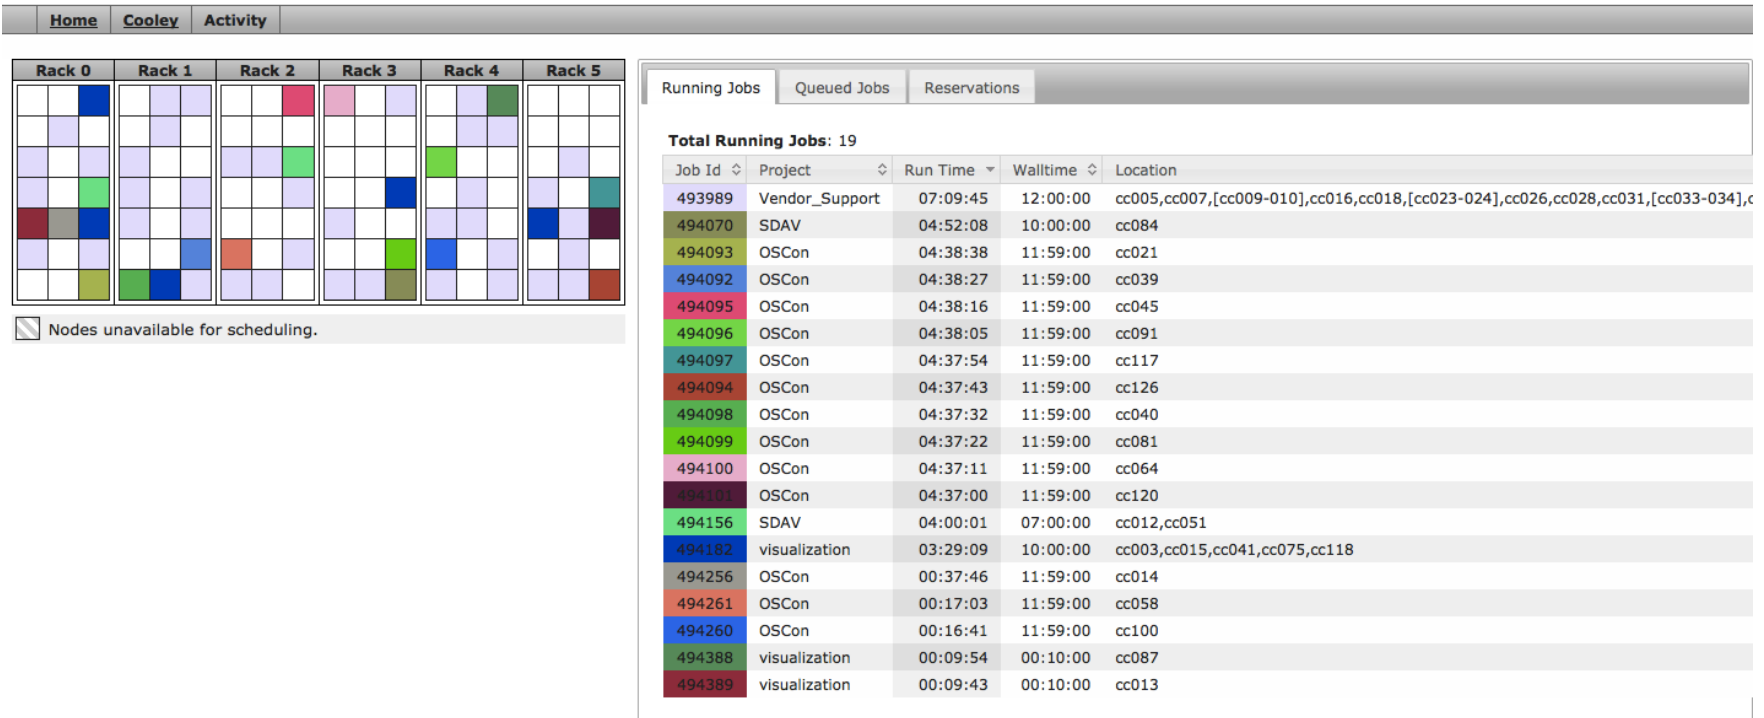 Home Cooley Activity
Rack 0 Rack 1 Rack 2 Rack 3 Rack 4 Rack 5
Nodes unavailable for scheduling.
Running Jobs Queued Jobs Reservations
Total Running Jobs: 19
Job Id Project Run Time Walltime Location
493989 Vendor_Support 07:09:45 12:00:00 cc005,cc007,[cc009-010],cc016,cc018,[cc023-024],cc026,cc028,cc031,[cc033-034],c
494070 SDAV 04:52:08 10:00:00 cc084
494093 OSCon 04:38:38 11:59:00 cc021
494092 OSCon 04:38:27 11:59:00 cc039
494095 OSCon 04:38:16 11:59:00 cc045
494096 OSCon 04:38:05 11:59:00 cc091
494097 OSCon 04:37:54 11:59:00 cc117
494094 OSCon 04:37:43 11:59:00 cc126
494098 OSCon 04:37:32 11:59:00 cc040
494099 OSCon 04:37:22 11:59:00 cc081
494100 OSCon 04:37:11 11:59:00 cc064
494101 OSCon 04:37:00 11:59:00 cc120
494156 SDAV 04:00:01 07:00:00 cc012,cc051
494182 visualization 03:29:09 10:00:00 cc003,cc015,cc041,cc075,cc118
494256 OSCon 00:37:46 11:59:00 cc014
494261 OSCon 00:17:03 11:59:00 cc058
494260 OSCon 00:16:41 11:59:00 cc100
494388 visualization 00:09:54 00:10:00 cc087
494389 visualization 00:09:43 00:10:00 cc013